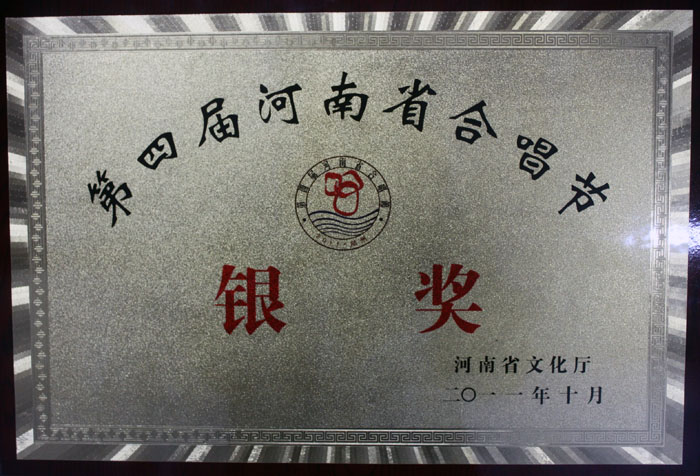 第四届河南省合唱节
银奖
河南省文化厅
二〇一一年十月